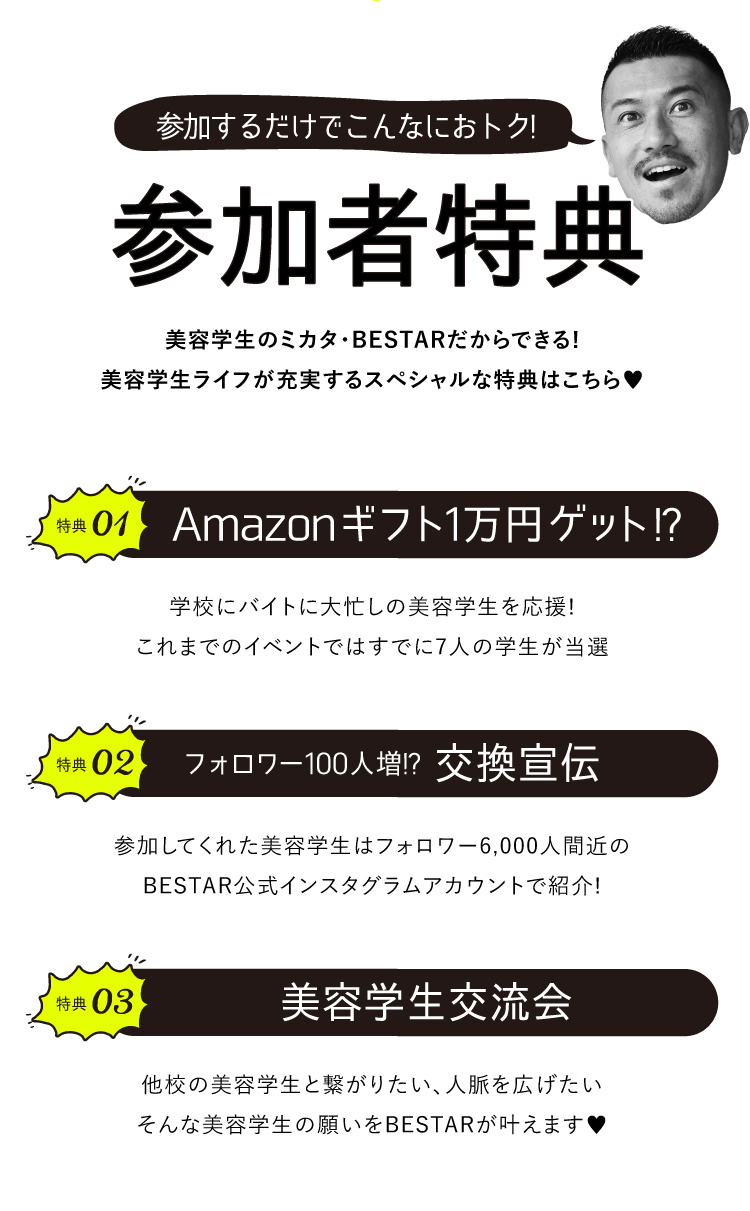 参加するだけでこんなにおトク!
参加者特典
美容学生のミカタ・BESTARだからできる!
美容学生ライフが充実するスペシャルな特典はこちら♥
特典 01 Amazonギフト1万円ゲット!?
学校にバイトに大忙しの美容学生を応援!
これまでのイベントではすでに7人の学生が当選
特典 02 フォロワー100人増!? 交換宣伝
参加してくれた美容学生はフォロワー6,000人間近の
BESTAR公式インスタグラムアカウントで紹介!
特典 03 美容学生交流会
他校の美容学生と繋がりたい、人脈を広げたい
そんな美容学生の願いをBESTARが叶えます♥